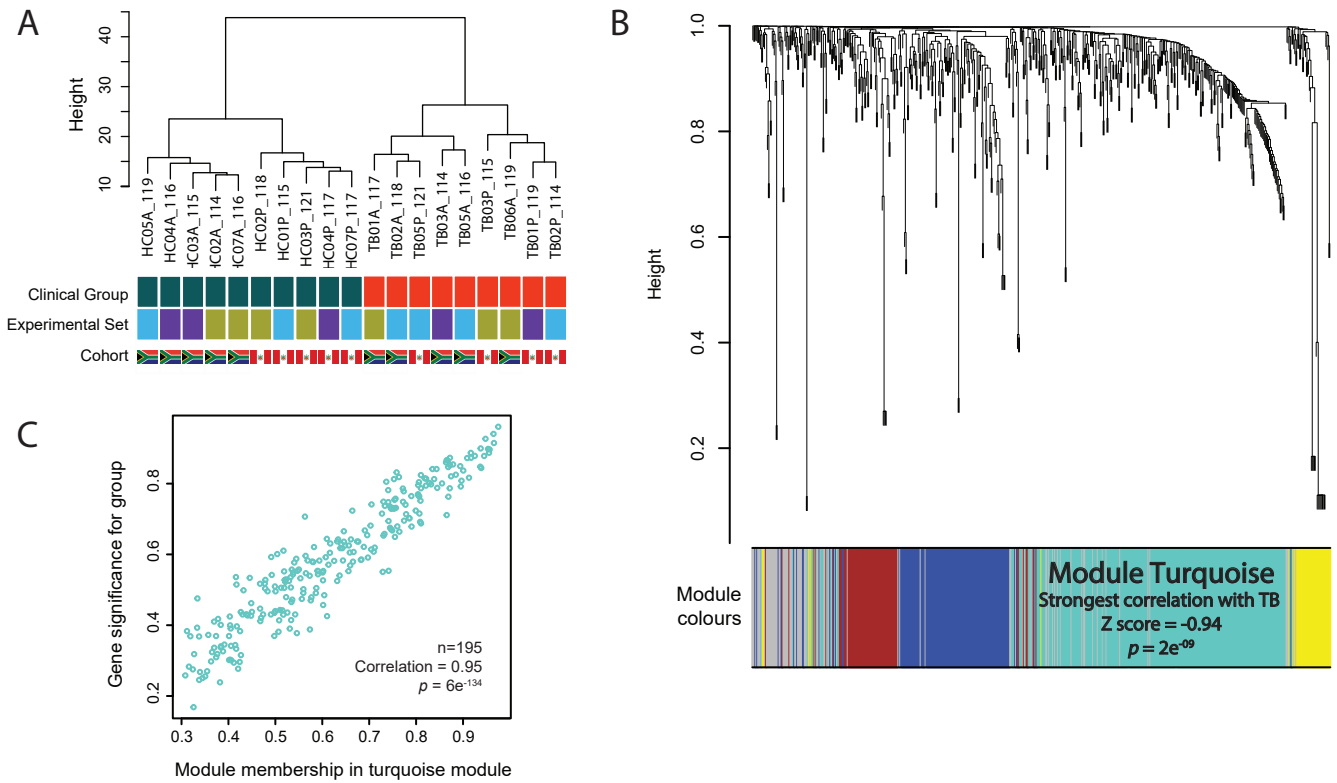 A
45
35
25
10
Height
HC05A_119
HC04A_116
HC03A_115
HC02A_114
HC07A_116
HC02P_118
HC01P_115
HC03P_121
HC04P_117
HC07P_117
TB01A_117
TB02A_118
TB05P_121
TB03A_114
TB05A_116
TB03P_115
TB06A_119
TB01P_119
TB02P_114
Clinical Group
Experimental Set
Cohort
B
1.0
0.8
0.6
0.4
0.2
Height
Module
colours
Module Turquoise
Strongest correlation with TB
Z score = -0.94
p = 2e-09
C
Gene significance for group
0.8
0.6
0.4
0.2
n=195
Correlation = 0.95
p = 6e-134
0.3 0.4 0.5 0.6 0.7 0.8 0.9
Module membership in turquoise module